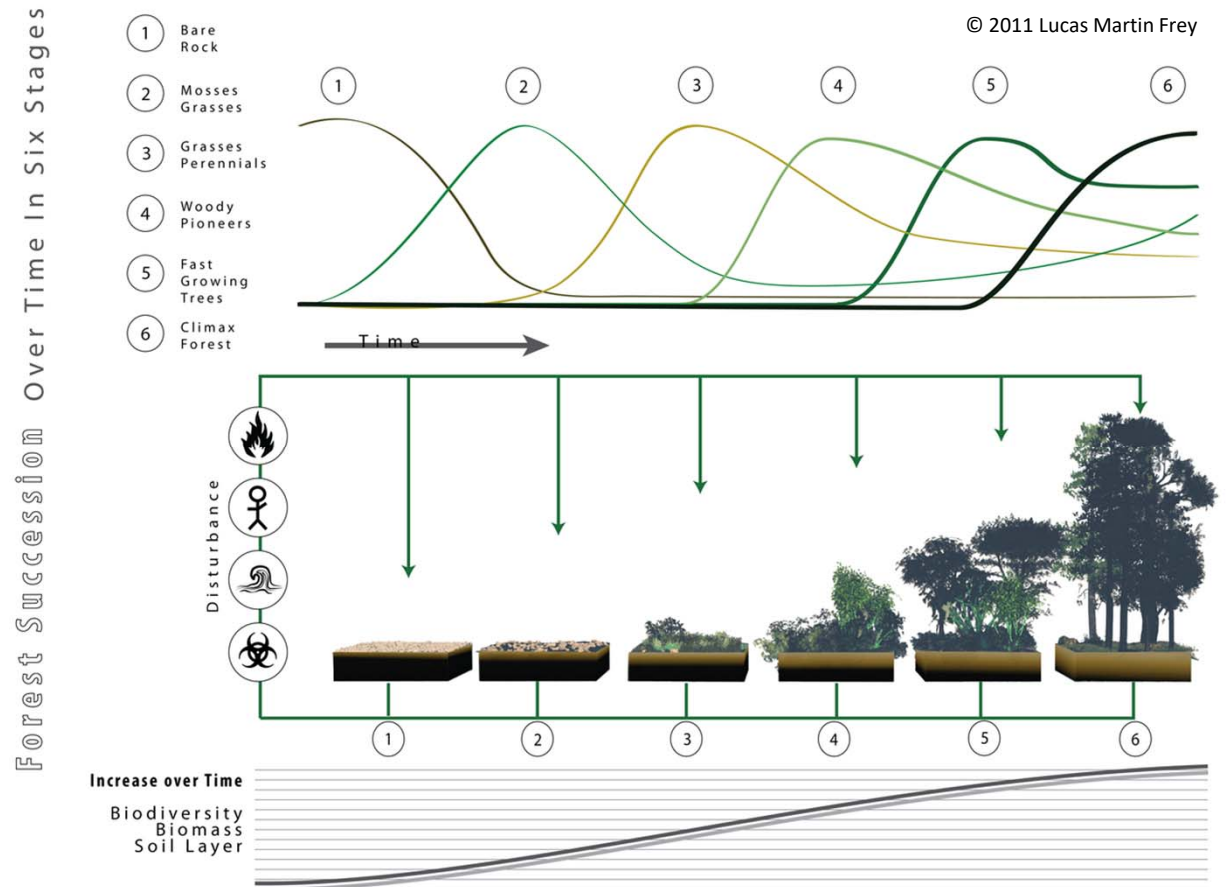 Forest Succession Over Time In Six Stages
© 2011 Lucas Martin Frey
1 Bare
Rock
2 Mosses
Grasses
3 Grasses
Perennials
4 Woody
Pioneers
5 Fast
Growing
Trees
6 Climax
Forest
1 2 3 4 5 6
Time
Disturbance
1 2 3 4 5 6
Increase over Time
Biodiversity
Biomass
Soil Layer